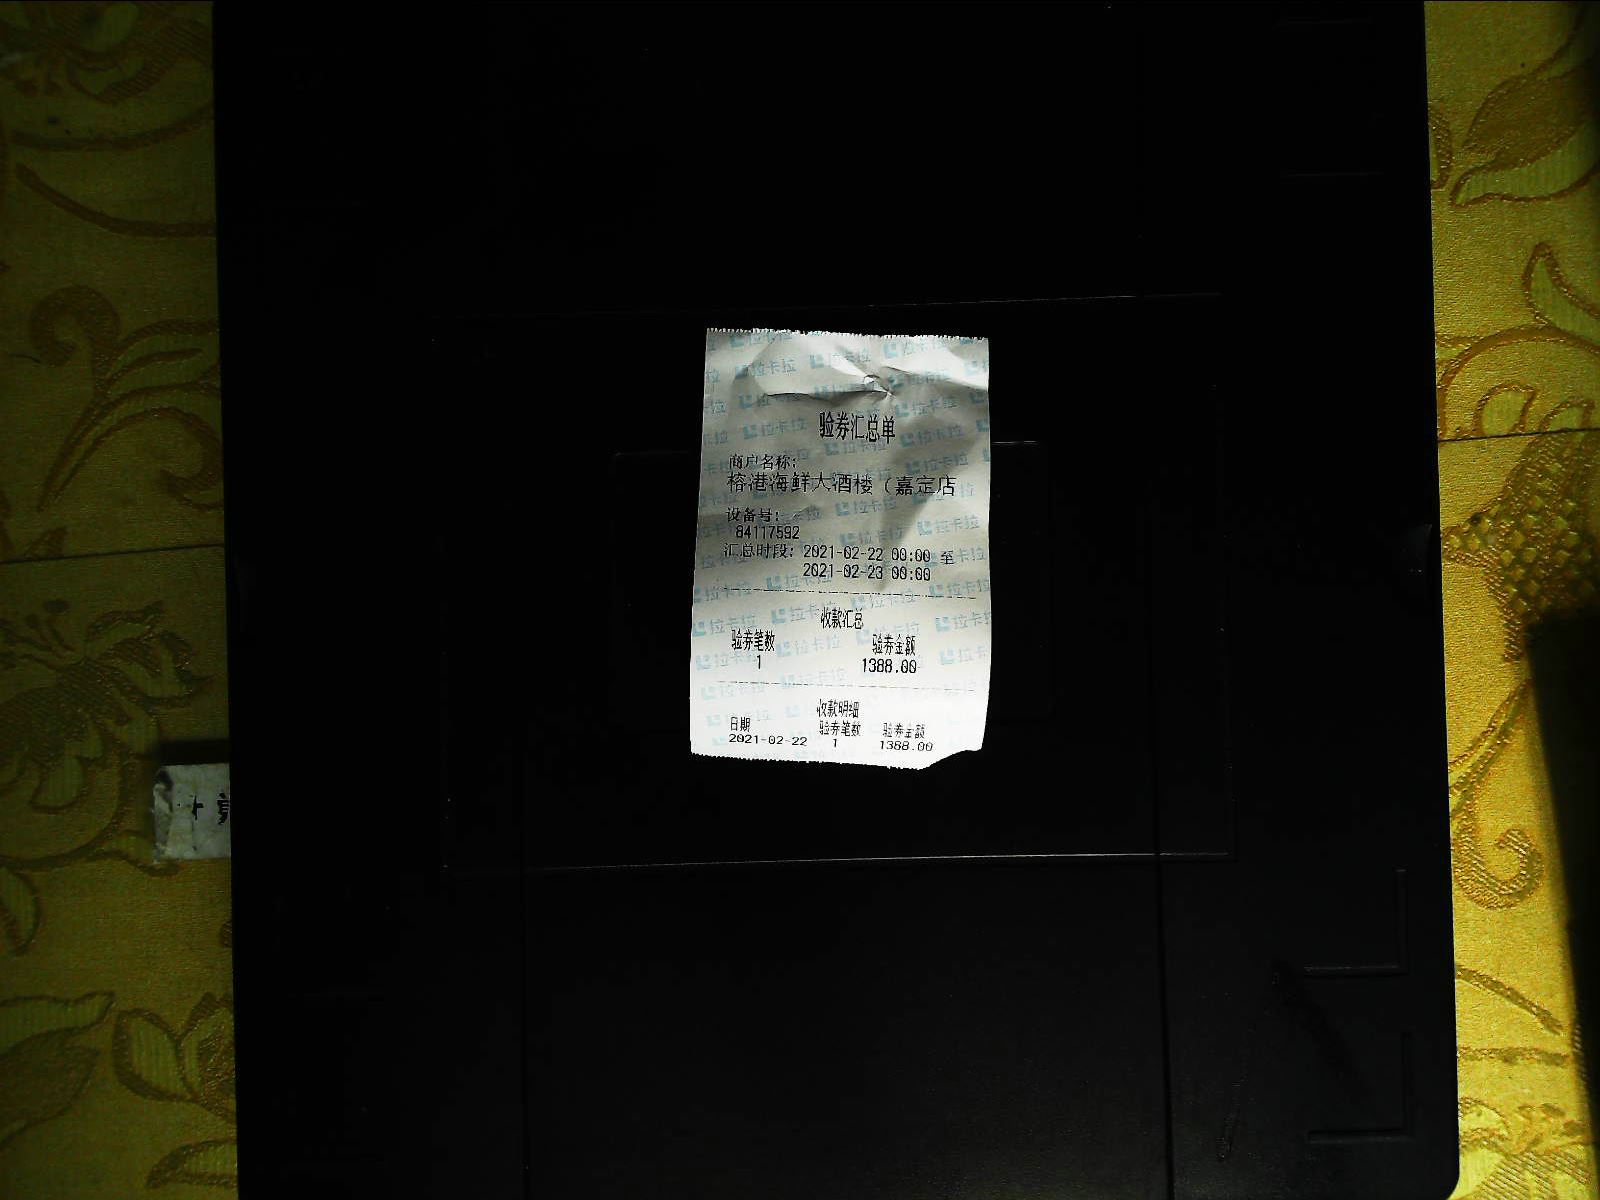 验券汇总单
商户名称:
榕港海鲜大酒楼（嘉定店
设备号:
84117592
汇总时段: 2021-02-22 00:00 至
2021-02-23 00:00
收款汇总
验券笔数 验券金额
1 1388.00
收款明细
日期 验券笔数 验券金额
2021-02-22 1 1388.00
拉卡拉